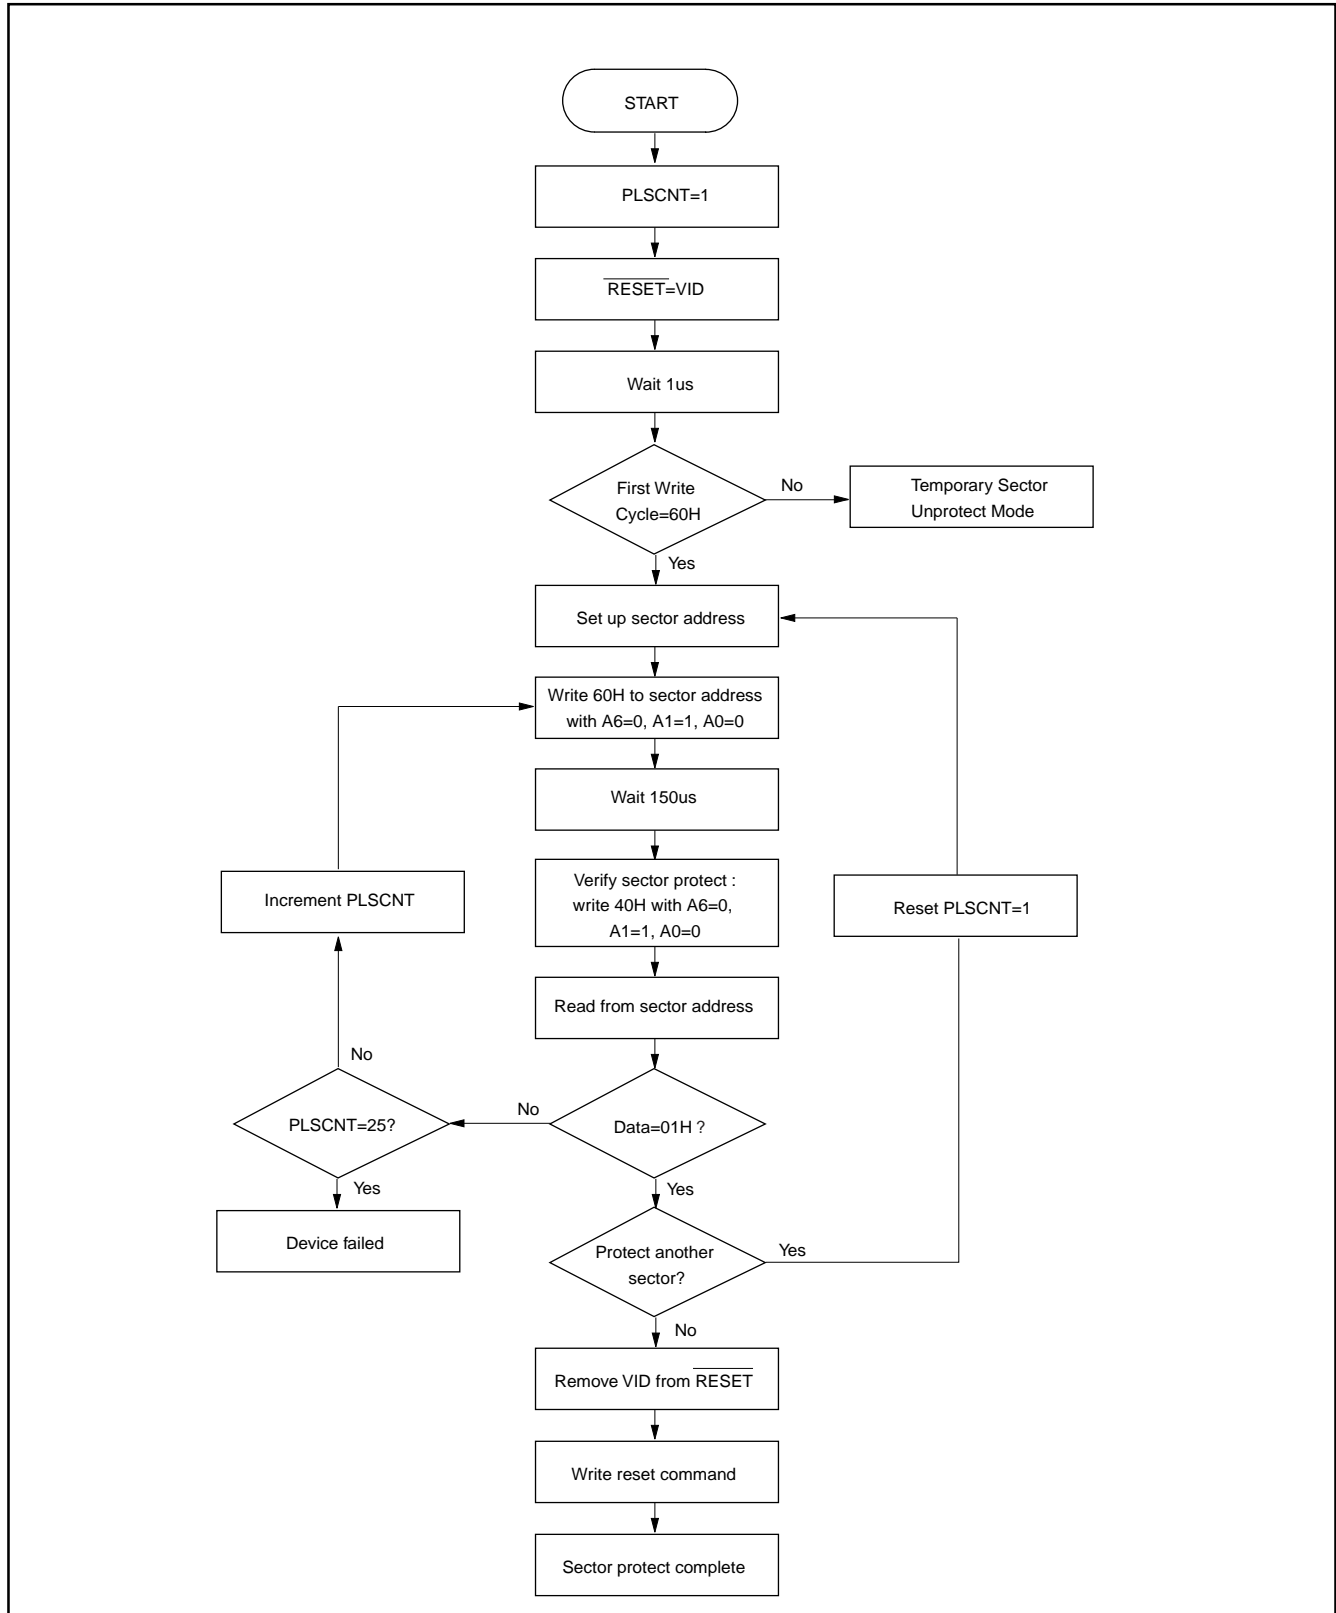 START
PLSCNT=1
RESET=VID
Wait 1us
First Write
Cycle=60H
No
Temporary Sector
Unprotect Mode
Yes
Set up sector address
Write 60H to sector address
with A6=0, A1=1, A0=0
Wait 150us
Verify sector protect :
write 40H with A6=0,
A1=1, A0=0
Increment PLSCNT
Reset PLSCNT=1
Read from sector address
No
PLSCNT=25?
No
Data=01H ?
Yes
Device failed
Yes
Protect another
sector?
Yes
No
Remove VID from RESET
Write reset command
Sector protect complete